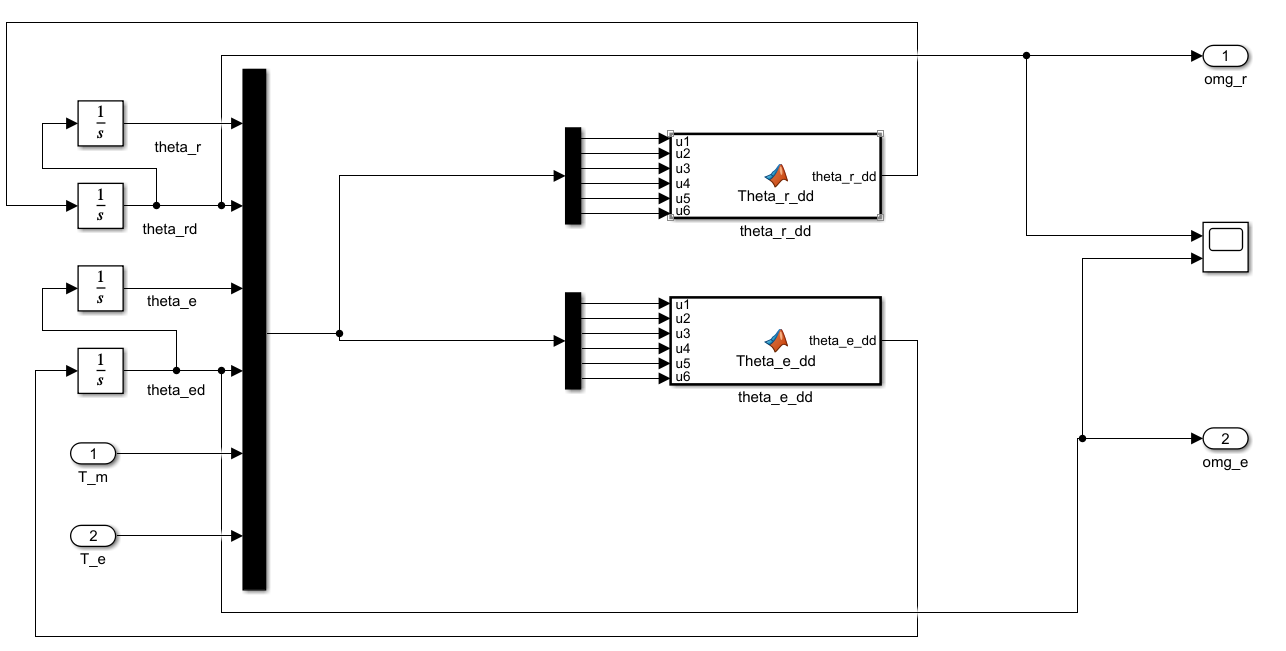 1
omg_r
1
s
theta_r
1
s
theta_rd
u1
u2
u3
u4
u5
u6
theta_r_dd
Theta_r_dd
theta_r_dd
1
s
theta_e
1
s
theta_ed
u1
u2
u3
u4
u5
u6
theta_e_dd
Theta_e_dd
theta_e_dd
2
omg_e
1
T_m
2
T_e